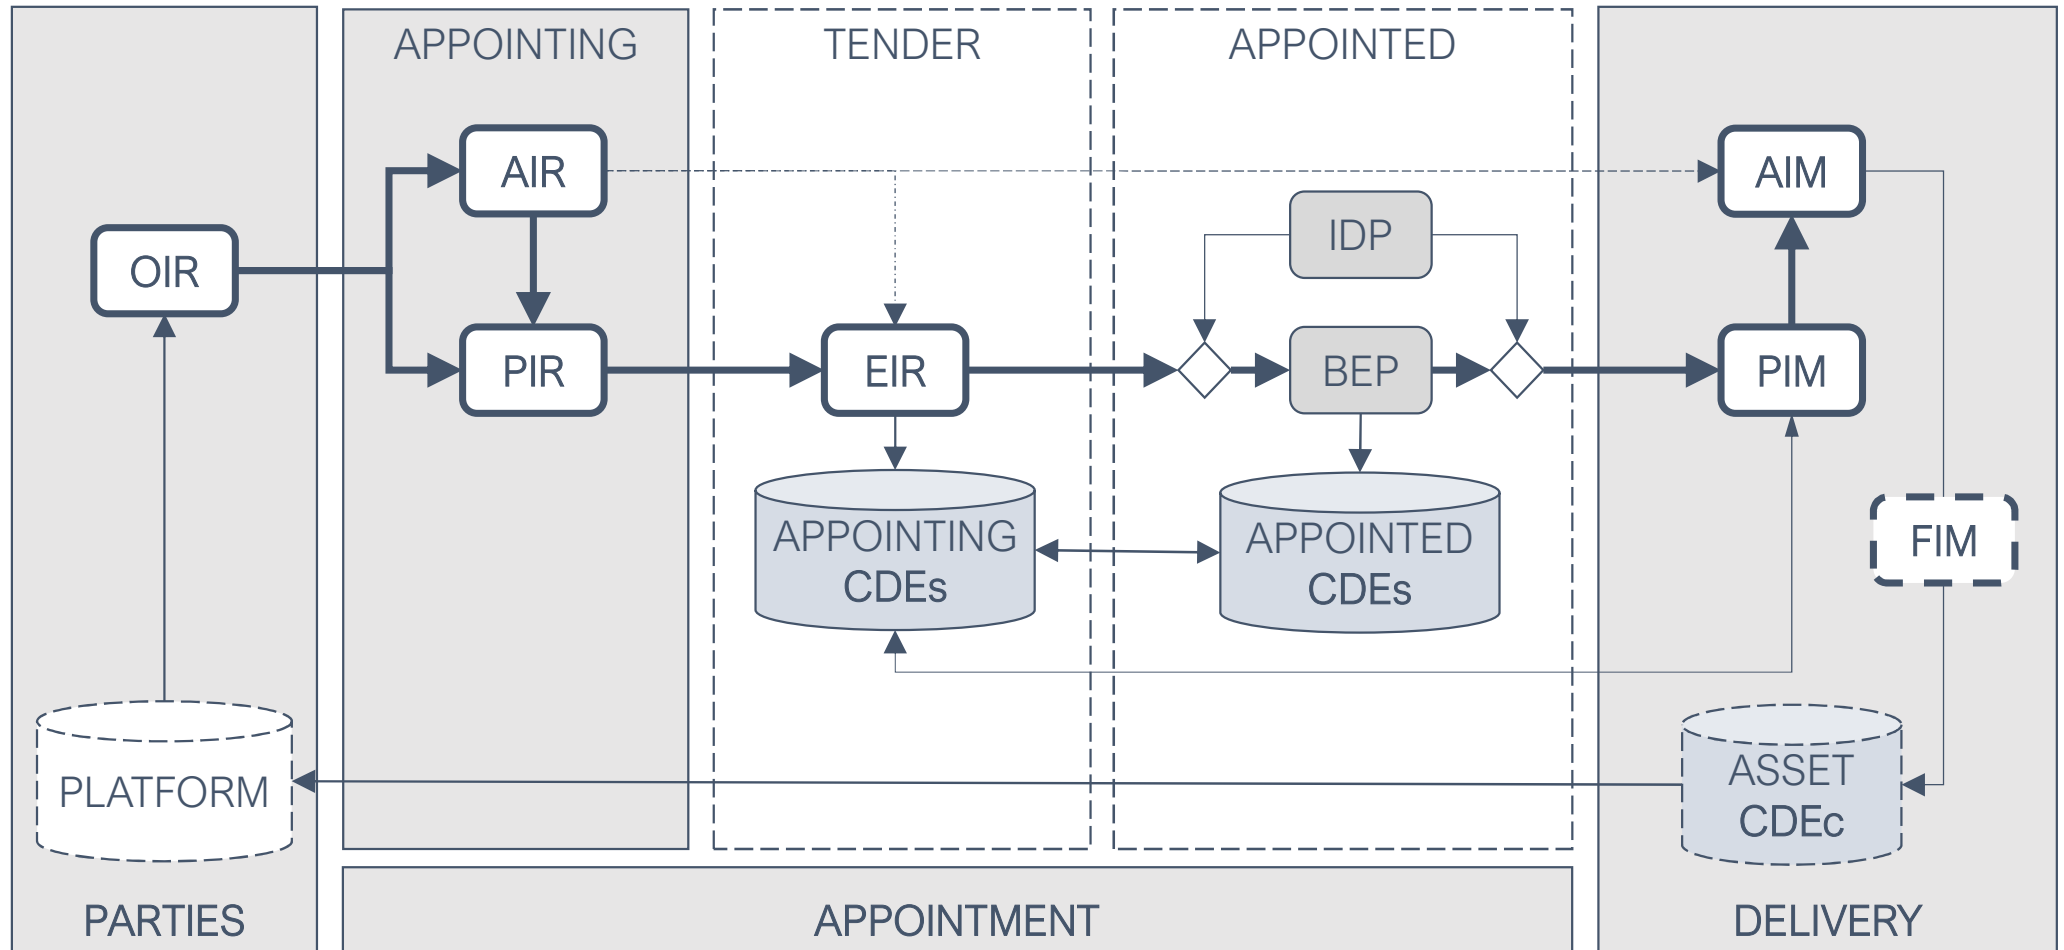 APPOINTING
TENDER
APPOINTED
AIR
AIM
OIR
IDP
PIR
EIR
BEP
PIM
APPOINTING
CDEs
APPOINTED
CDEs
FIM
PLATFORM
ASSET
CDEc
PARTIES
APPOINTMENT
DELIVERY